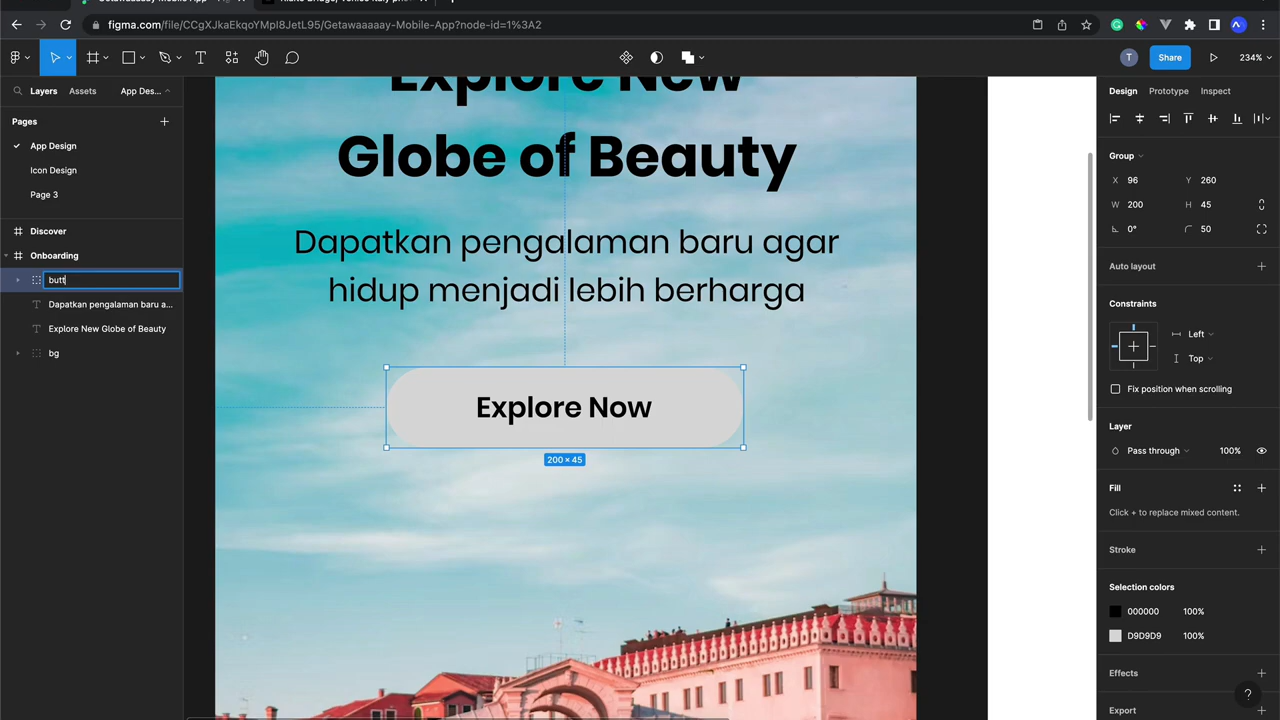 figma.com/file/CCgXJkaEkqoYMpI8JetL95/Getawaaaaay-Mobile-App?node-id=1%3A2
234%
T
Share
Layers
Assets
App Des...
Pages
App Design
Icon Design
Page 3
Discover
Onboarding
butt
Dapatkan pengalaman baru a...
Explore New Globe of Beauty
bg
Explore New
Globe of Beauty
Dapatkan pengalaman baru agar
hidup menjadi lebih berharga
Explore Now
200 × 45
Design
Prototype
Inspect
Group
X 96
Y 260
W 200
H 45
0°
50
Auto layout
Constraints
Left
Top
Fix position when scrolling
Layer
Pass through
100%
Fill
Click + to replace mixed content.
Stroke
Selection colors
000000 100%
D9D9D9 100%
Effects
Export
?